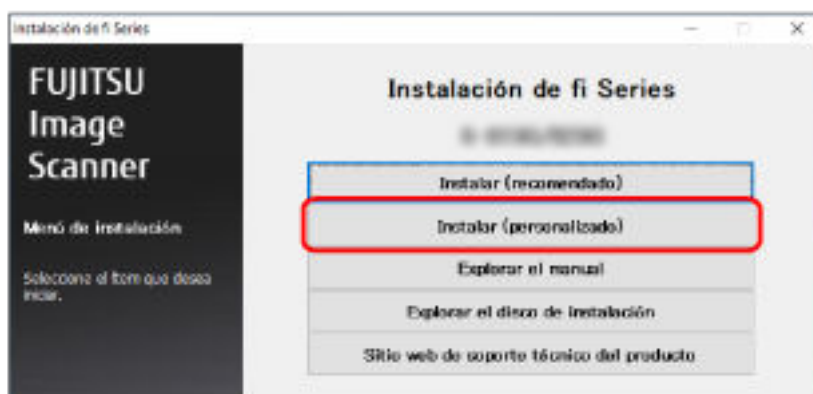 Instalación de fi Series
FUJITSU
Image
Scanner
Menú de instalación
Seleccione el ítem que desea
iniciar.
Instalación de fi Series
Instalar (recomendado)
Instalar (personalizado)
Explorar el manual
Explorar el disco de instalación
Sitio web de soporte técnico del producto